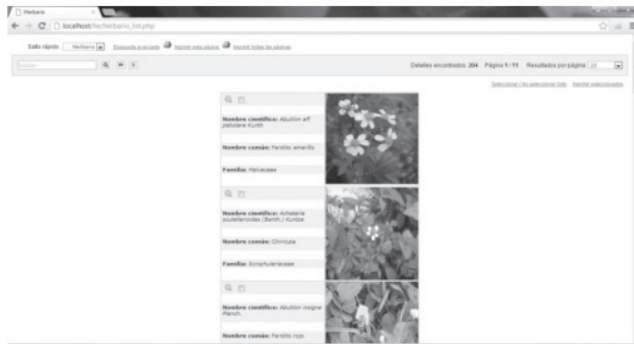 Herbario
localhost/he/herbario_list.php
Salto rápido Herbario Búsqueda avanzada Imprimir esta página Imprimir todas las páginas
Detalles encontrados: 204 Página 1 / 11 Resultados por página: 20
Seleccionar / No seleccionar todo Imprimir seleccionados
Nombre científico: Abutilon aff
patulare Kunth
Nombre común: Farolito amarillo
Familia: Malvaceae
Nombre científico: Achetaria
scutellarioides (Benth.) Kuntze
Nombre común: Chiricuta
Familia: Scrophulariaceae
Nombre científico: Abutilon insigne
Planch.
Nombre común: Farolito rojo